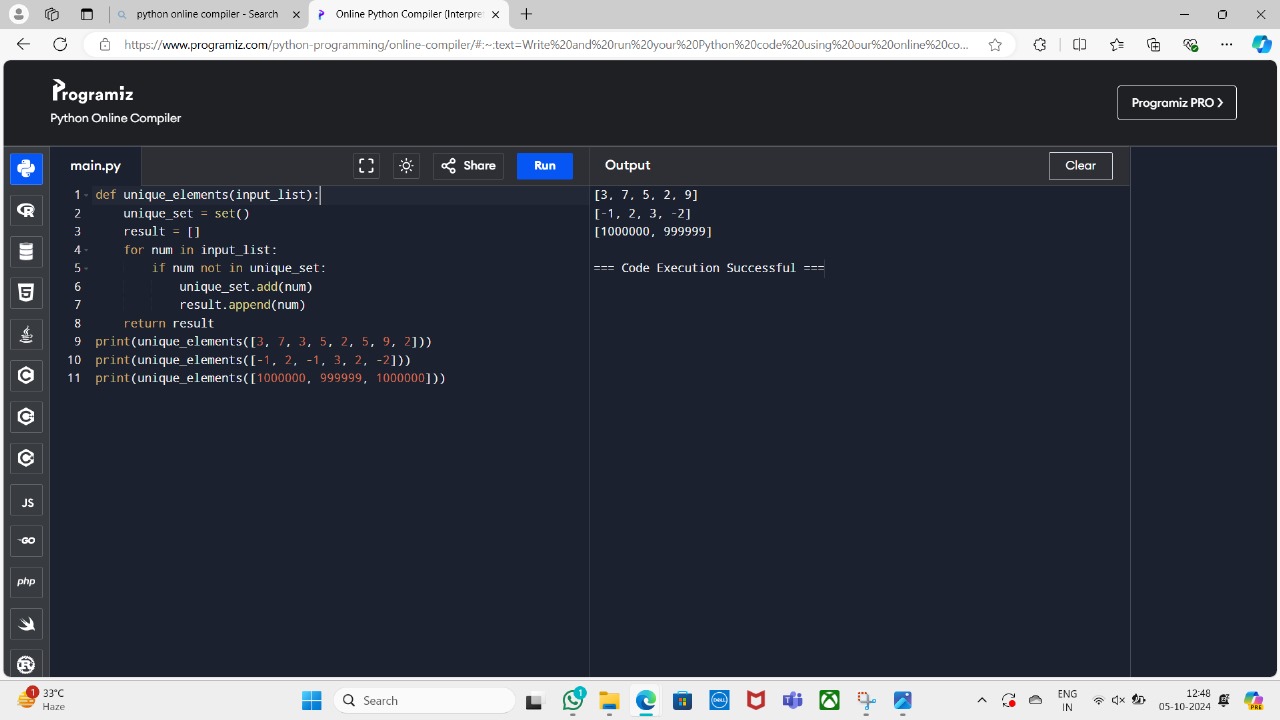 python online compiler - Search
Online Python Compiler (Interpre
https://www.programiz.com/python-programming/online-compiler/#:~:text=Write%20and%20run%20your%20Python%20code%20using%20our%20online%20co...
Programiz
Python Online Compiler
Programiz PRO >
main.py
Share
Run
Output
Clear
1 def unique_elements(input_list):
2 unique_set = set()
3 result = []
4 for num in input_list:
5 if num not in unique_set:
6 unique_set.add(num)
7 result.append(num)
8 return result
9 print(unique_elements([3, 7, 3, 5, 2, 5, 9, 2]))
10 print(unique_elements([-1, 2, -1, 3, 2, -2]))
11 print(unique_elements([1000000, 999999, 1000000]))
[3, 7, 5, 2, 9]
[-1, 2, 3, -2]
[1000000, 999999]
=== Code Execution Successful ===
JS
GO
php
1
33°C
Haze
Search
1
DELL
ENG
IN
12:48
05-10-2024
PRE